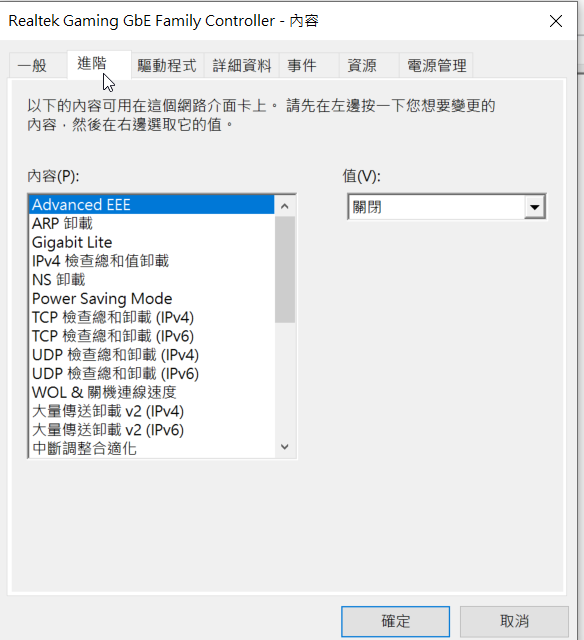 Realtek Gaming GbE Family Controller - 內容
一般 進階 驅動程式 詳細資料 事件 資源 電源管理
以下的內容可用在這個網路介面卡上。 請先在左邊按一下您想要變更的
內容，然後在右邊選取它的值。
內容(P): 值(V):
Advanced EEE 關閉
ARP 卸載
Gigabit Lite
IPv4 檢查總和值卸載
NS 卸載
Power Saving Mode
TCP 檢查總和卸載 (IPv4)
TCP 檢查總和卸載 (IPv6)
UDP 檢查總和卸載 (IPv4)
UDP 檢查總和卸載 (IPv6)
WOL & 關機連線速度
大量傳送卸載 v2 (IPv4)
大量傳送卸載 v2 (IPv6)
中斷調整合適化
確定 取消